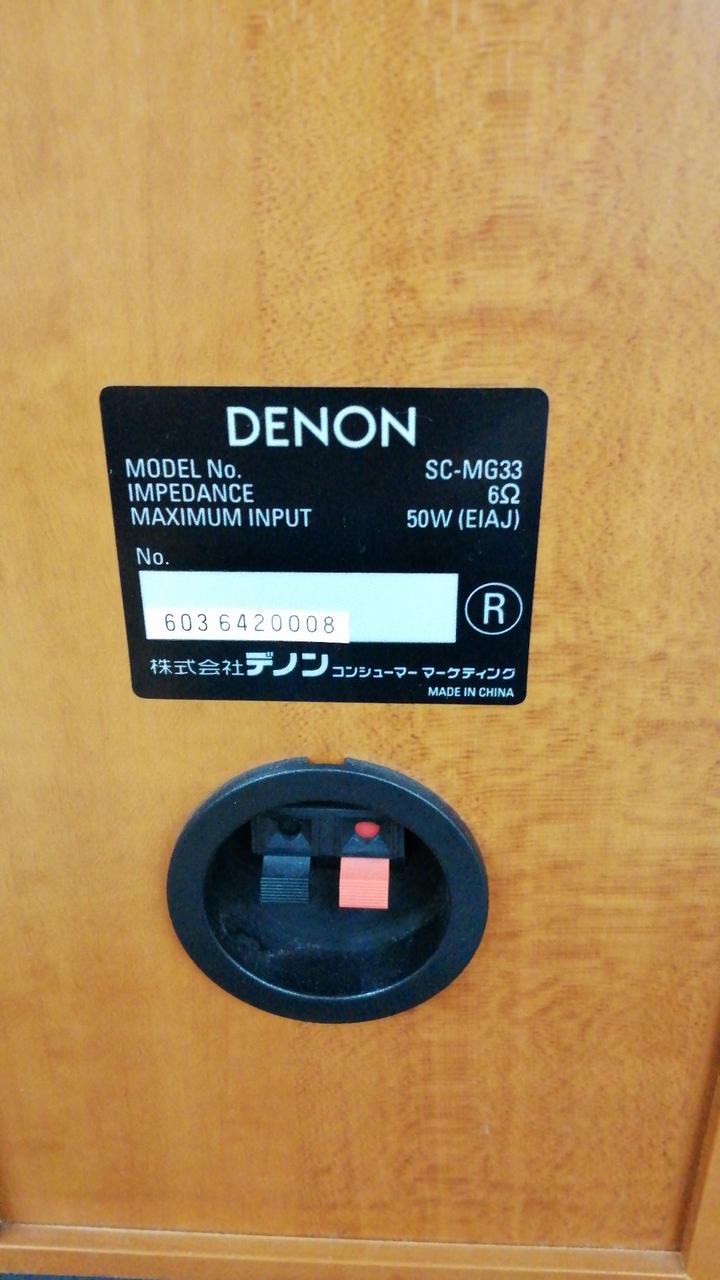 DENON
MODEL No. SC-MG33
IMPEDANCE 6Ω
MAXIMUM INPUT 50W (EIAJ)
No.
603 6420008
R
株式会社デノン コンシューマー マーケティング
MADE IN CHINA